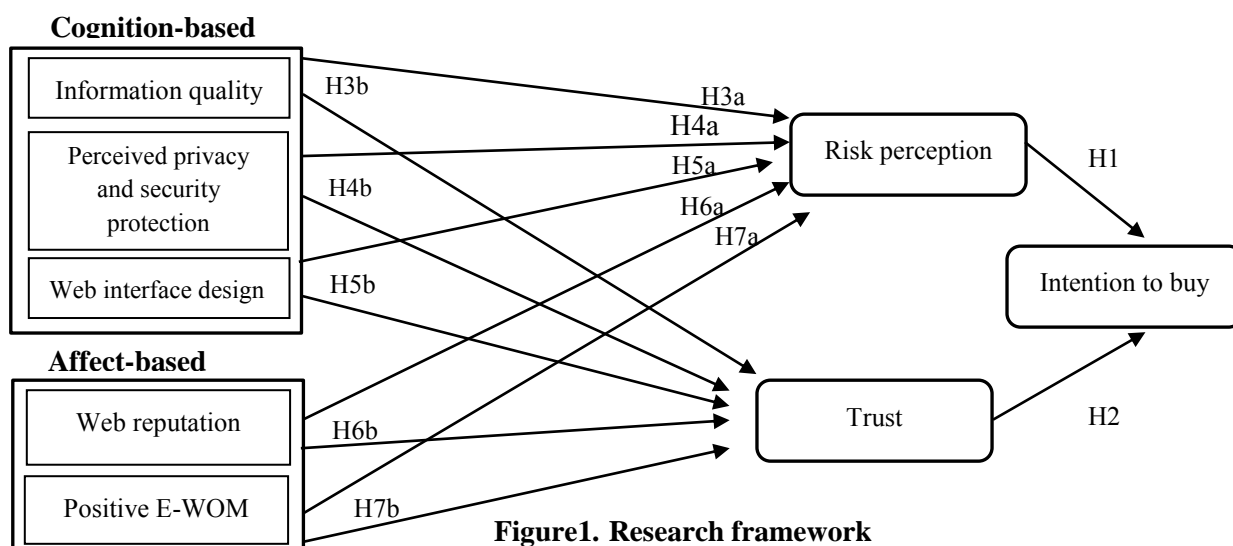 Cognition-based
Information quality
Perceived privacy
and security
protection
Web interface design
Affect-based
Web reputation
Positive E-WOM
H3b
H3a
H4a
H4b
H5a
H6a
H7a
H5b
H6b
H7b
Risk perception
Trust
H1
H2
Intention to buy
Figure1. Research framework